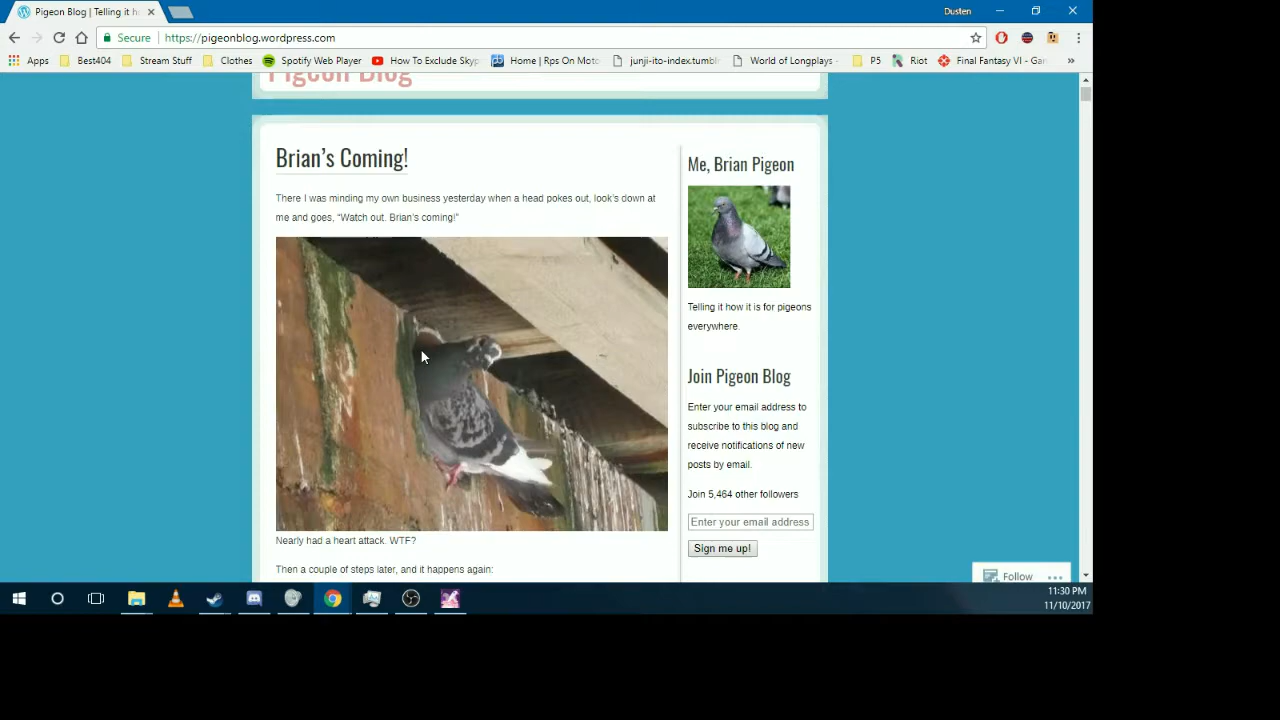 Pigeon Blog | Telling it h
Dusten
Secure
https://pigeonblog.wordpress.com
Apps
Best404
Stream Stuff
Clothes
Spotify Web Player
How To Exclude Sky
Home | Rps On Mot
junji-ito-index.tumbl
World of Longplays -
P5
Riot
Final Fantasy VI - Ga
»
Pigeon Blog
Brian’s Coming!
There I was minding my own business yesterday when a head pokes out, look’s down at
me and goes, “Watch out. Brian’s coming!”
Nearly had a heart attack. WTF?
Then a couple of steps later, and it happens again:
Me, Brian Pigeon
Telling it how it is for pigeons
everywhere.
Join Pigeon Blog
Enter your email address to
subscribe to this blog and
receive notifications of new
posts by email.
Join 5,464 other followers
Enter your email address
Sign me up!
Follow
11:30 PM
11/10/2017